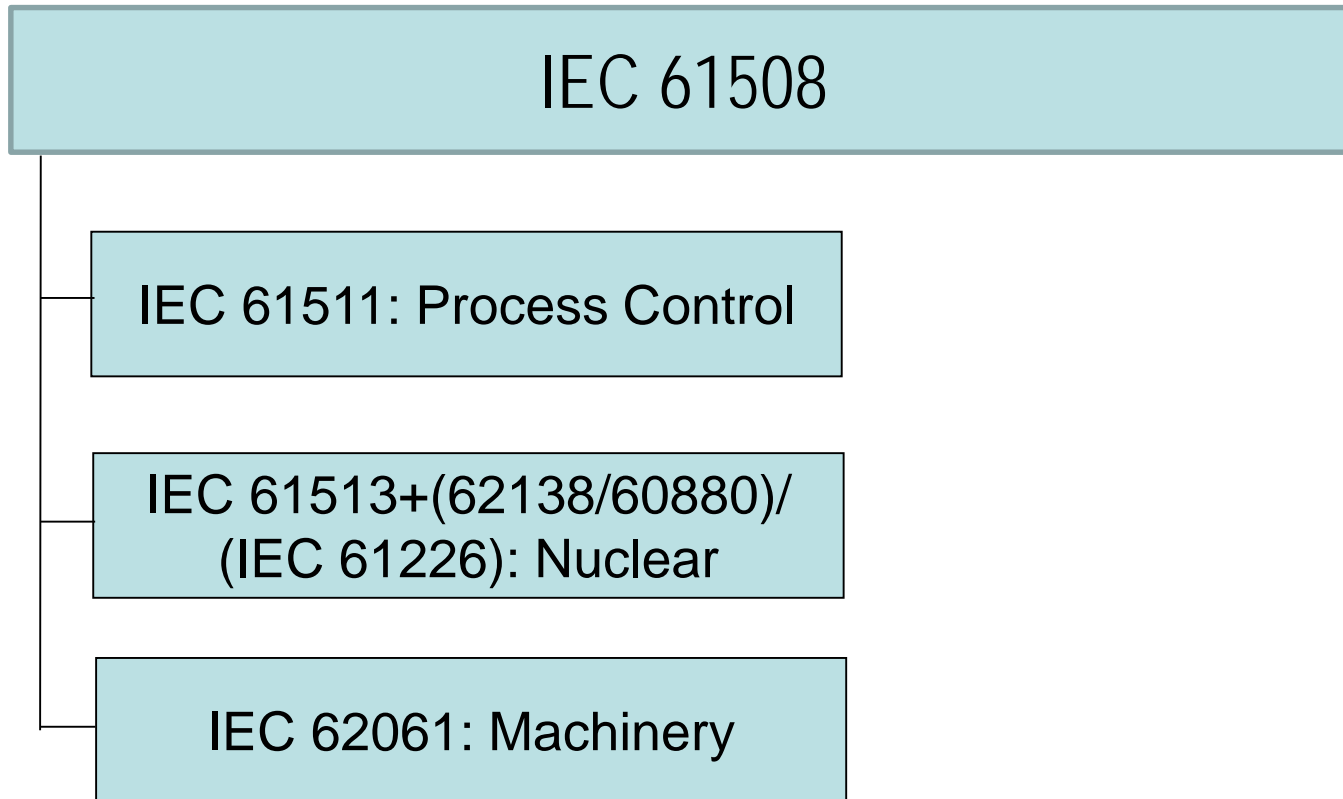 IEC 61508
IEC 61511: Process Control
IEC 61513+(62138/60880)/
(IEC 61226): Nuclear
IEC 62061: Machinery